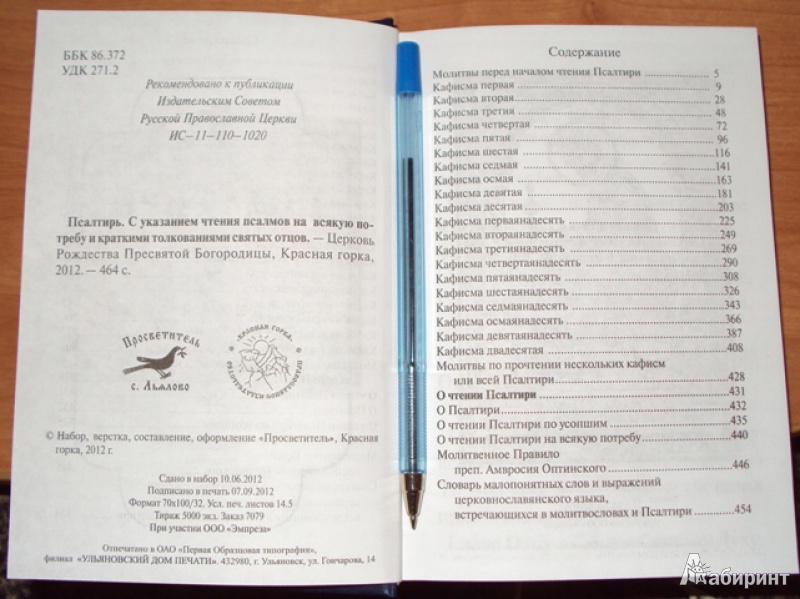 ББК 86.372
УДК 271.2
Рекомендовано к публикации
Издательским Советом
Русской Православной Церкви
ИС–11–110–1020
Псалтирь. С указанием чтения псалмов на всякую по-
требу и краткими толкованиями святых отцов. — Церковь
Рождества Пресвятой Богородицы, Красная горка,
2012. — 464 с.
Просветитель
с. Льялово
«КРАСНАЯ ГОРКА»
© Набор, верстка, составление, оформление «Просветитель», Красная
горка, 2012 г.
Сдано в набор 10.06.2012
Подписано в печать 07.09.2012
Формат 70х100/32. Усл. печ. листов 14.5
Тираж 5000 экз. Заказ 7079
При участии ООО «Эмпреза»
Отпечатано в ОАО «Первая Образцовая типография»,
филиал «УЛЬЯНОВСКИЙ ДОМ ПЕЧАТИ». 432980, г. Ульяновск, ул. Гончарова, 14
Содержание
Молитвы перед началом чтения Псалтири 5
Кафисма первая 9
Кафисма вторая 28
Кафисма третия 48
Кафисма четвертая 72
Кафисма пятая 96
Кафисма шестая 116
Кафисма седмая 141
Кафисма осмая 163
Кафисма девятая 181
Кафисма десятая 203
Кафисма перваянадесять 225
Кафисма втораянадесять 249
Кафисма третиянадесять 269
Кафисма четвертаянадесять 290
Кафисма пятаянадесять 308
Кафисма шестаянадесять 326
Кафисма седмаянадесять 343
Кафисма осмаянадесять 366
Кафисма девятаянадесять 387
Кафисма двадесятая 408
Молитвы по прочтении нескольких кафисм
или всей Псалтири 428
О чтении Псалтири 431
О Псалтири 432
О чтении Псалтири по усопшим 435
О чтении Псалтири на всякую потребу 440
Молитвенное Правило
преп. Амвросия Оптинского 446
Словарь малопонятных слов и выражений
церковнославянского языка,
встречающихся в молитвословах и Псалтири 454
Лабиринт.ру